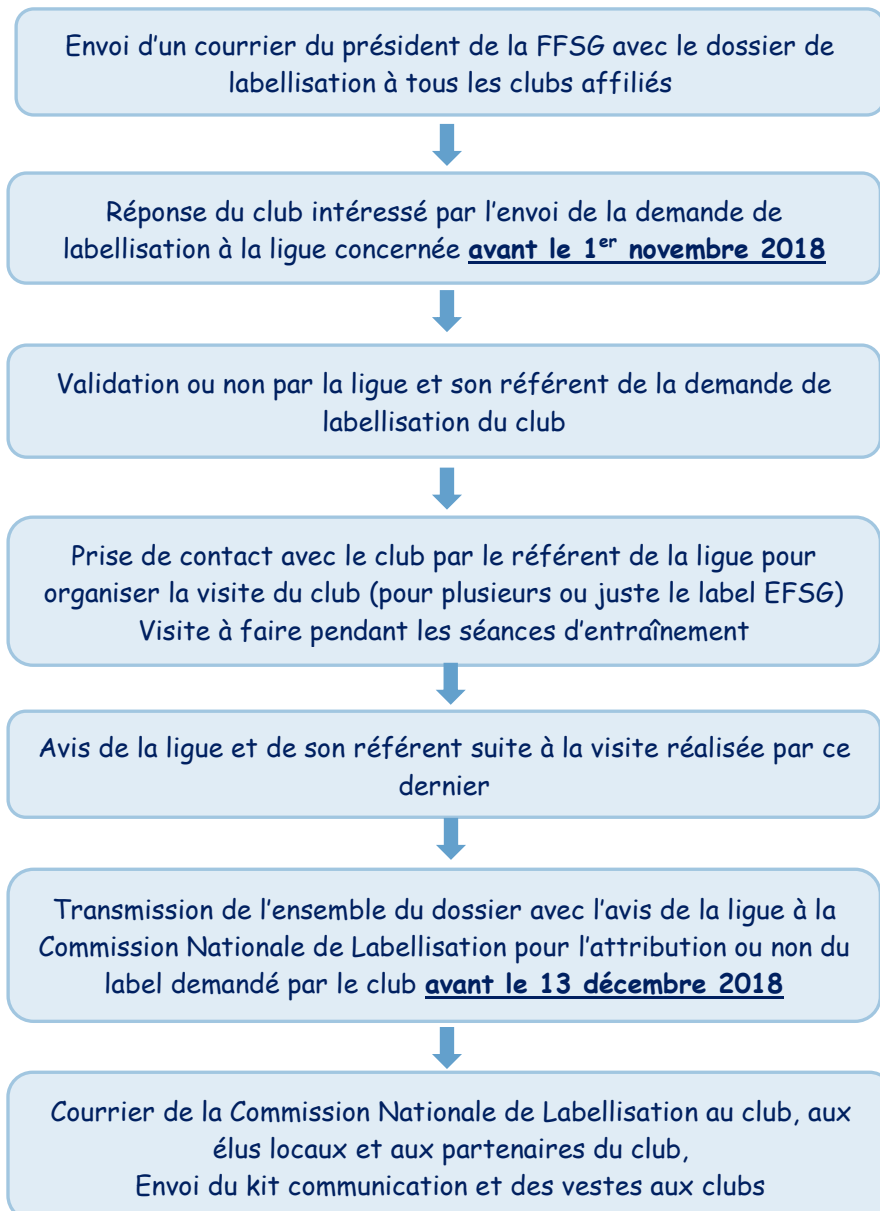 Envoi d'un courrier du président de la FFSG avec le dossier de
labellisation à tous les clubs affiliés
Réponse du club intéressé par l'envoi de la demande de
labellisation à la ligue concernée avant le 1er novembre 2018
Validation ou non par la ligue et son référent de la demande de
labellisation du club
Prise de contact avec le club par le référent de la ligue pour
organiser la visite du club (pour plusieurs ou juste le label EFSG)
Visite à faire pendant les séances d'entraînement
Avis de la ligue et de son référent suite à la visite réalisée par ce
dernier
Transmission de l'ensemble du dossier avec l'avis de la ligue à la
Commission Nationale de Labellisation pour l'attribution ou non du
label demandé par le club avant le 13 décembre 2018
Courrier de la Commission Nationale de Labellisation au club, aux
élus locaux et aux partenaires du club,
Envoi du kit communication et des vestes aux clubs